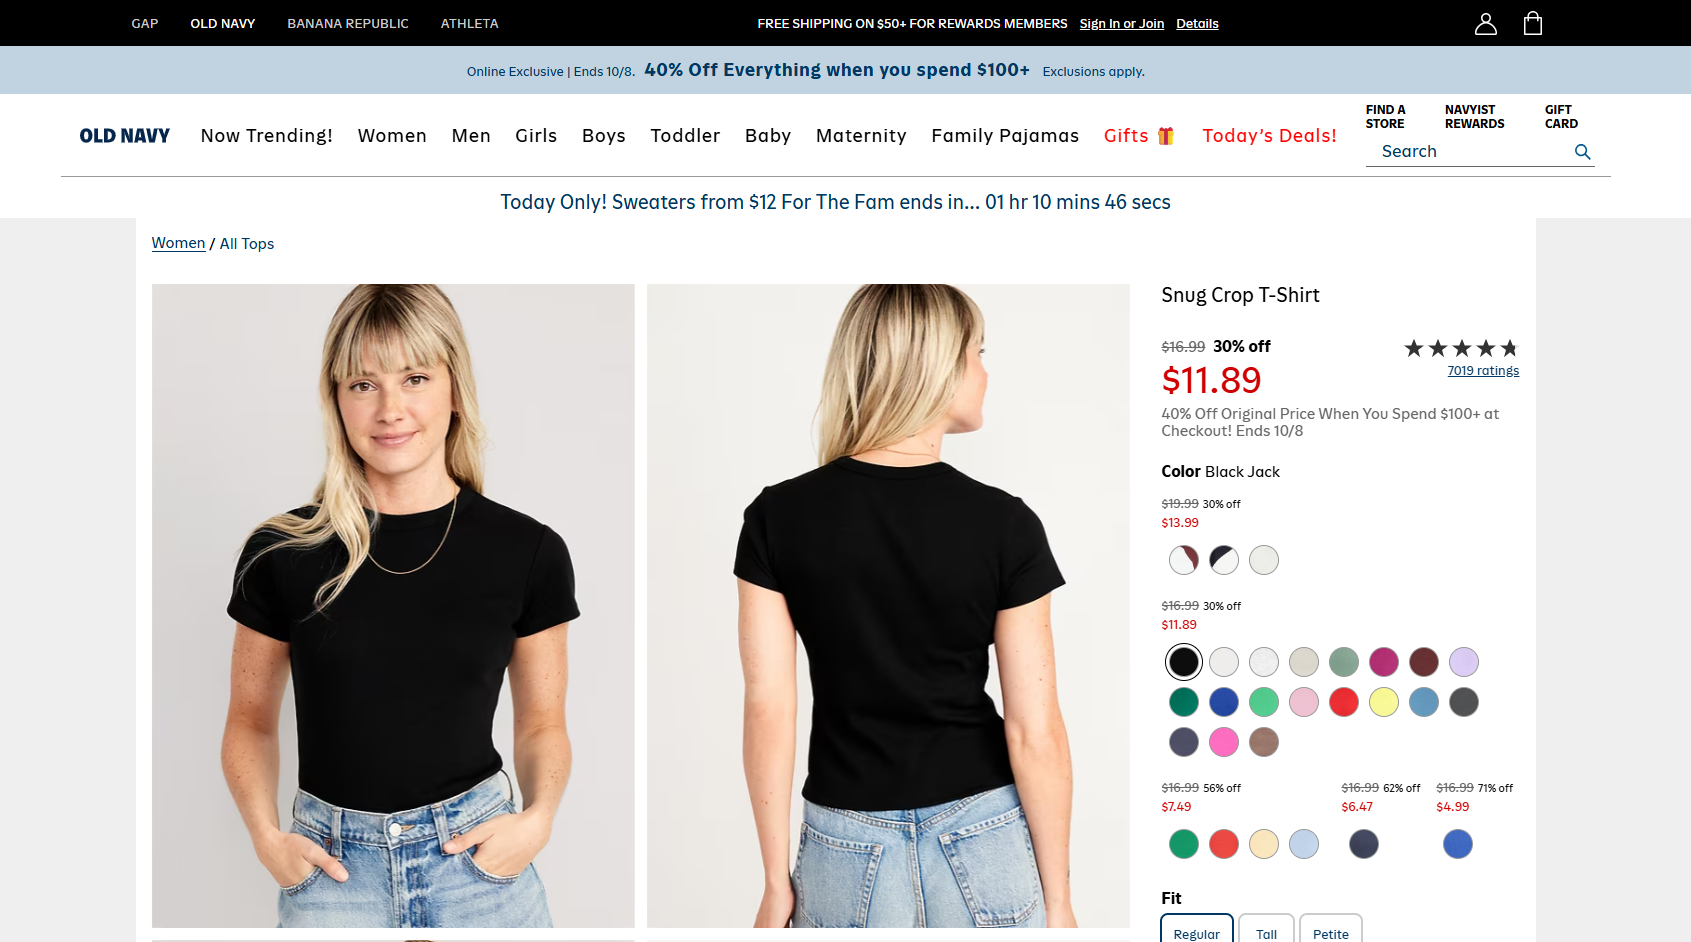 GAP
OLD NAVY
BANANA REPUBLIC
ATHLETA
FREE SHIPPING ON $50+ FOR REWARDS MEMBERS Sign In or Join Details
Online Exclusive | Ends 10/8. 40% Off Everything when you spend $100+ Exclusions apply.
OLD NAVY
Now Trending!
Women
Men
Girls
Boys
Toddler
Baby
Maternity
Family Pajamas
Gifts
Today's Deals!
FIND A
STORE
NAVYIST
REWARDS
GIFT
CARD
Search
Today Only! Sweaters from $12 For The Fam ends in... 01 hr 10 mins 46 secs
Women / All Tops
Snug Crop T-Shirt
$16.99 30% off
$11.89
7019 ratings
40% Off Original Price When You Spend $100+ at
Checkout! Ends 10/8
Color Black Jack
$19.99 30% off
$13.99
$16.99 30% off
$11.89
$16.99 56% off
$7.49
$16.99 62% off
$6.47
$16.99 71% off
$4.99
Fit
Regular
Tall
Petite